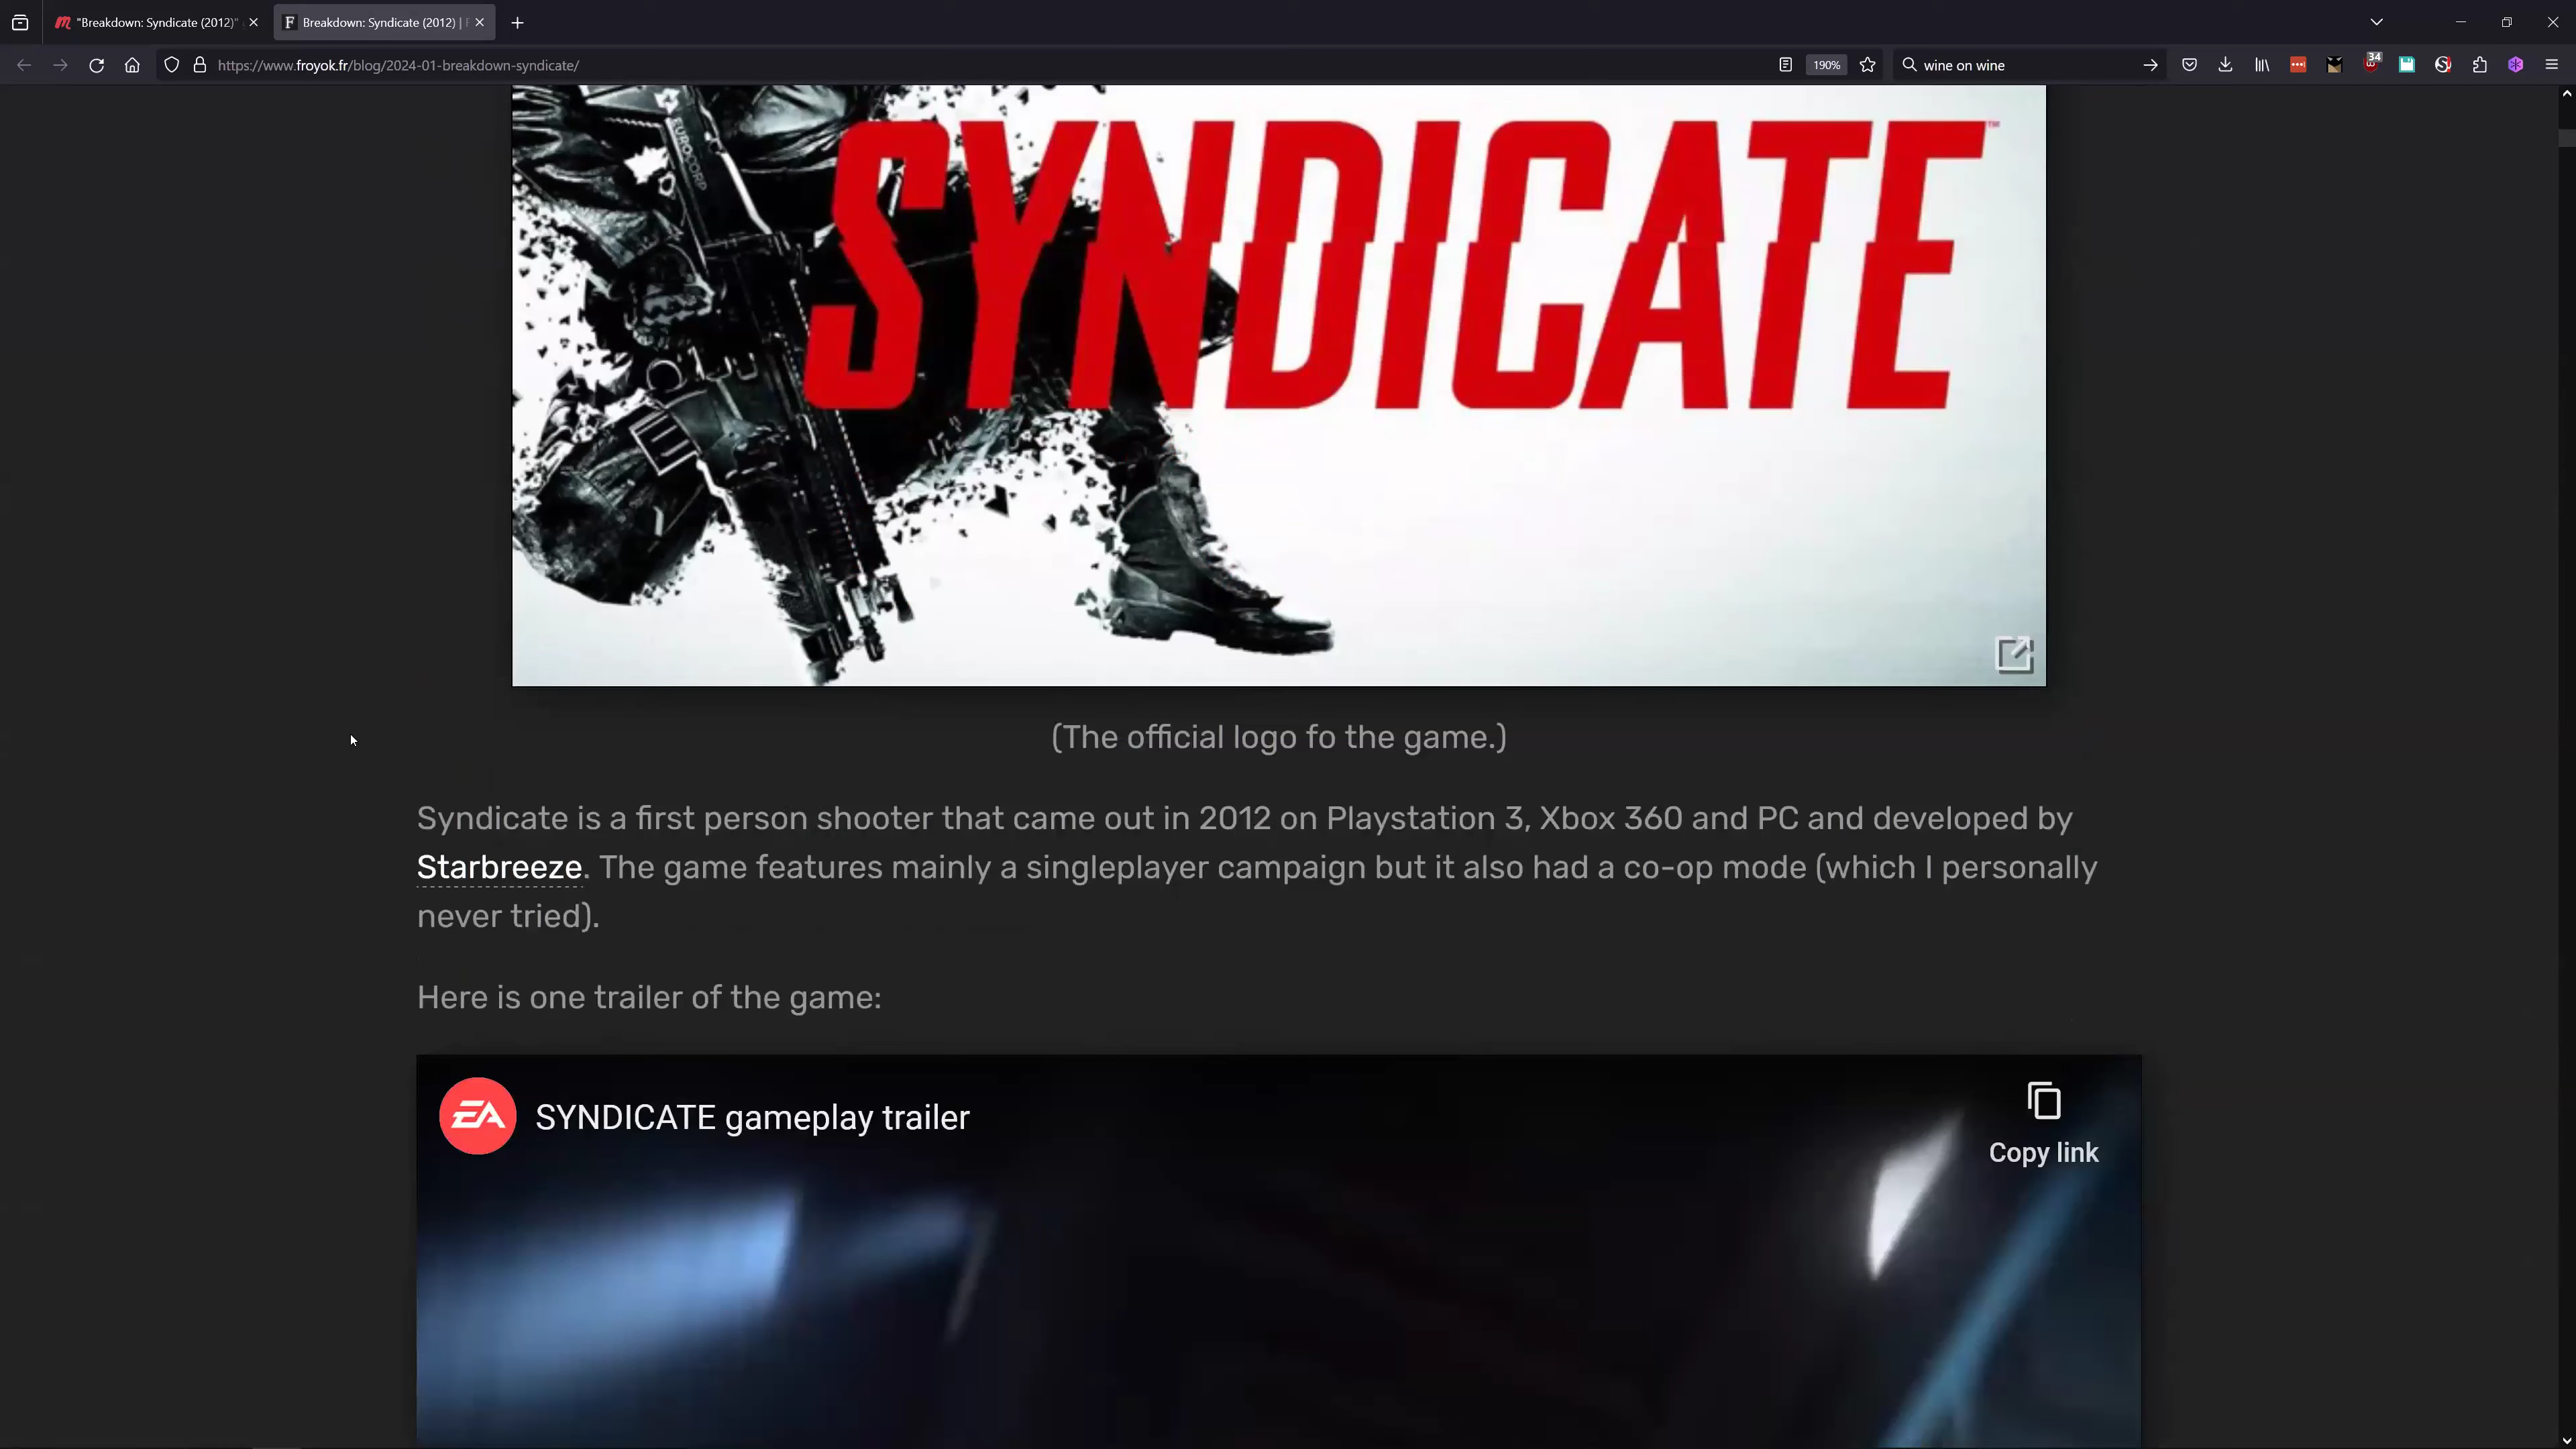 "Breakdown: Syndicate (2012)"
Breakdown: Syndicate (2012) |
https://www.froyok.fr/blog/2024-01-breakdown-syndicate/
190%
wine on wine
34
EUROCORP
SYNDICATE™
(The official logo fo the game.)
Syndicate is a first person shooter that came out in 2012 on Playstation 3, Xbox 360 and PC and developed by
Starbreeze. The game features mainly a singleplayer campaign but it also had a co-op mode (which I personally
never tried).
Here is one trailer of the game:
EA
SYNDICATE gameplay trailer
Copy link